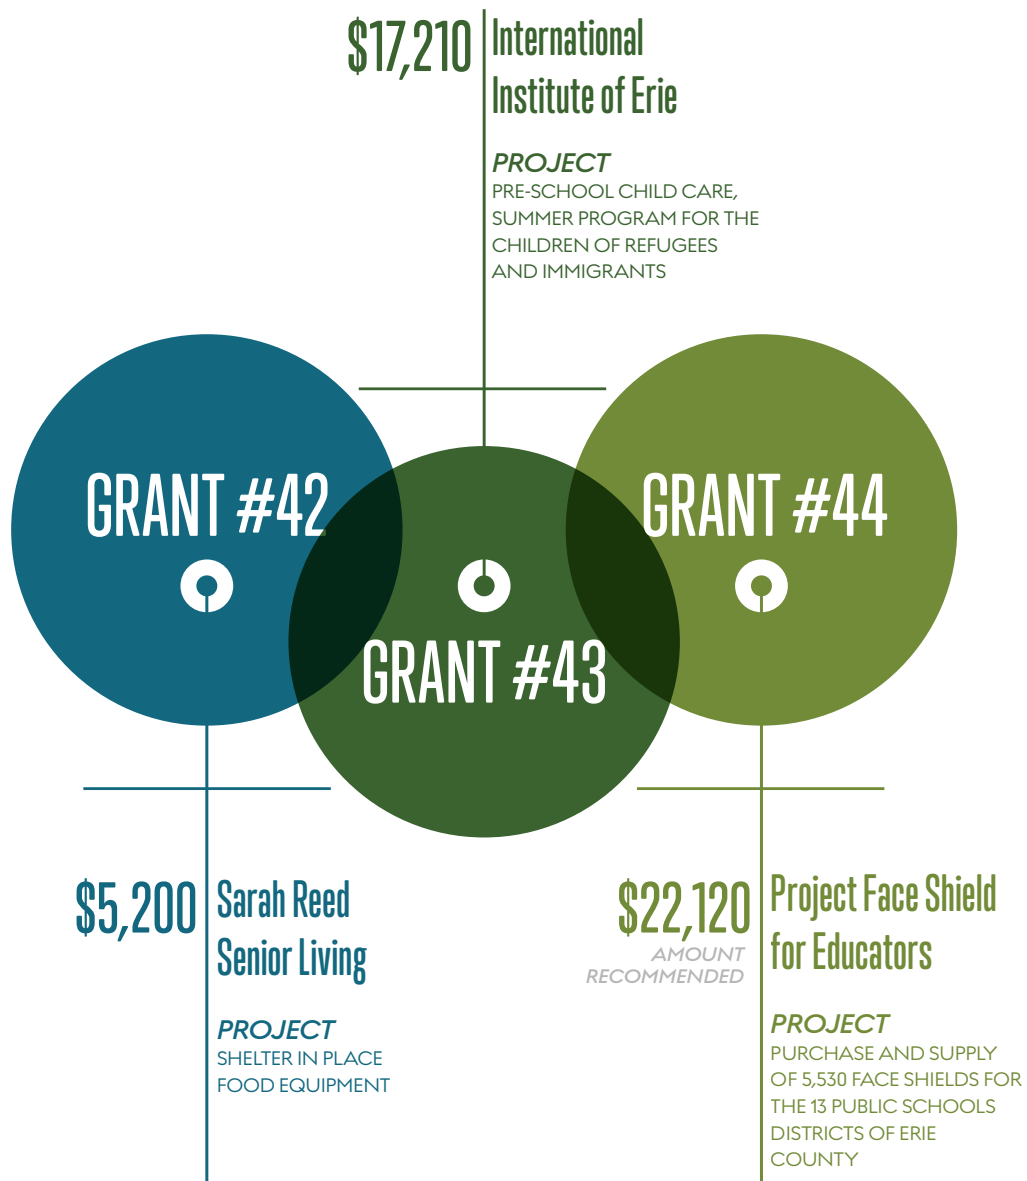 $17,210
International
Institute of Erie
PROJECT
PRE-SCHOOL CHILD CARE,
SUMMER PROGRAM FOR THE
CHILDREN OF REFUGEES
AND IMMIGRANTS
GRANT #42
GRANT #44
GRANT #43
$5,200
Sarah Reed
Senior Living
PROJECT
SHELTER IN PLACE
FOOD EQUIPMENT
$22,120
AMOUNT
RECOMMENDED
Project Face Shield
for Educators
PROJECT
PURCHASE AND SUPPLY
OF 5,530 FACE SHIELDS FOR
THE 13 PUBLIC SCHOOLS
DISTRICTS OF ERIE
COUNTY